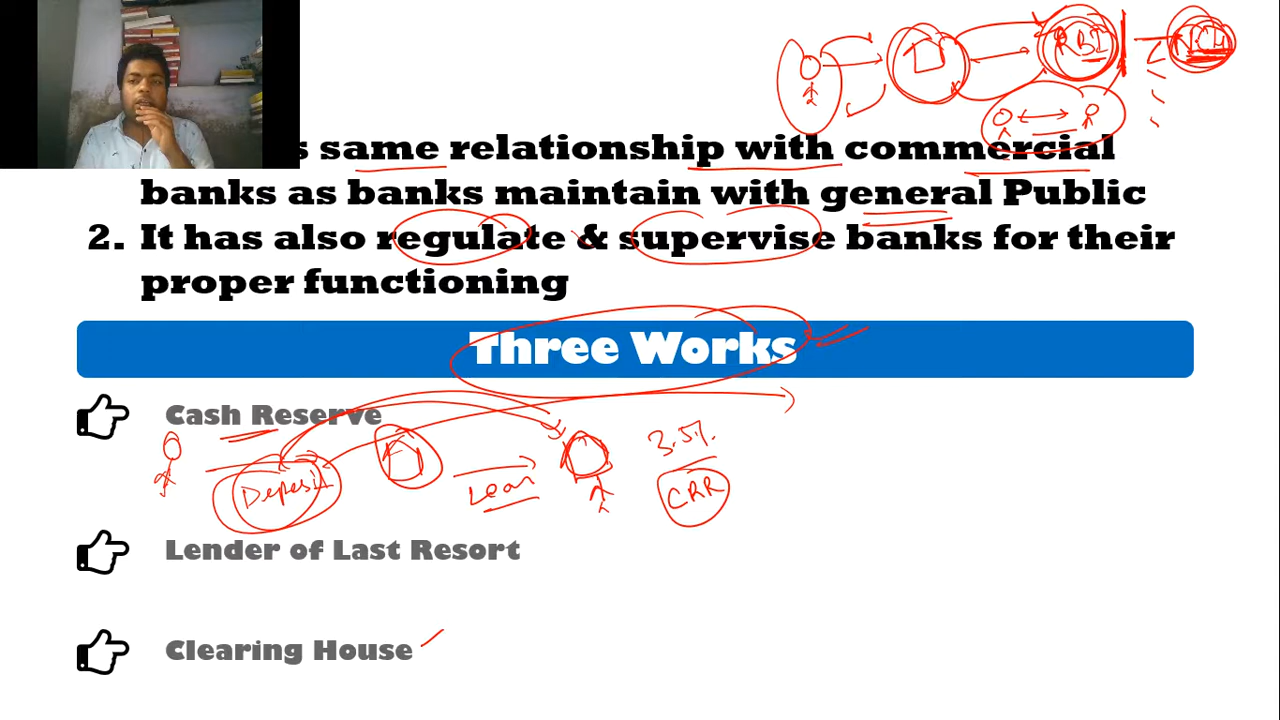 RBI NCH
s same relationship with commercial
banks as banks maintain with general Public
2. It has also regulate & supervise banks for their
proper functioning
Three Works
Cash Reserve
3.5%.
Deposit Loan CRR
Lender of Last Resort
Clearing House